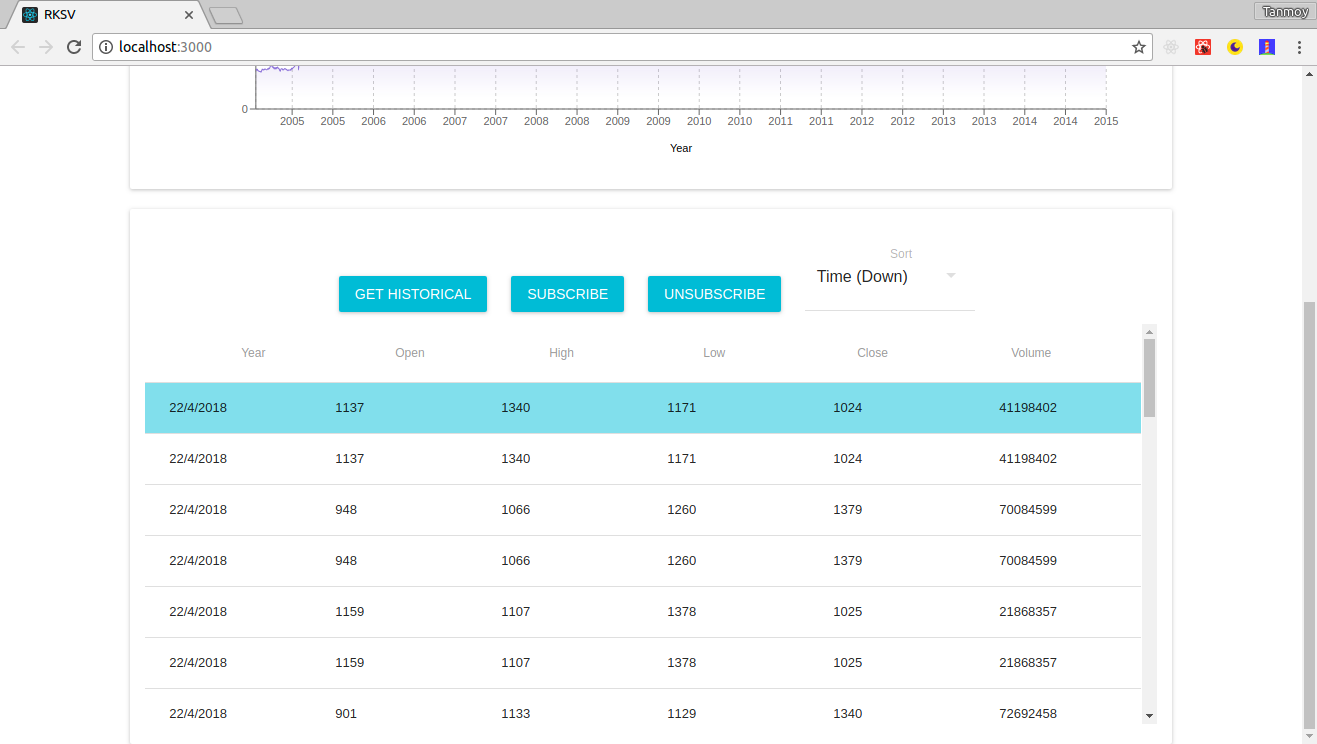 RKSV
Tanmoy
localhost:3000
0
2005 2005 2006 2006 2007 2007 2008 2008 2009 2009 2010 2010 2011 2011 2012 2012 2013 2013 2014 2014 2015
Year
Sort
GET HISTORICAL SUBSCRIBE UNSUBSCRIBE Time (Down)
Year Open High Low Close Volume
22/4/2018 1137 1340 1171 1024 41198402
22/4/2018 1137 1340 1171 1024 41198402
22/4/2018 948 1066 1260 1379 70084599
22/4/2018 948 1066 1260 1379 70084599
22/4/2018 1159 1107 1378 1025 21868357
22/4/2018 1159 1107 1378 1025 21868357
22/4/2018 901 1133 1129 1340 72692458